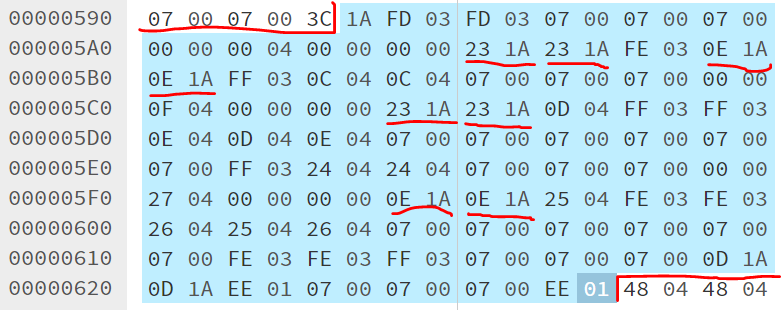 00000590 07 00 07 00 3C 1A FD 03 FD 03 07 00 07 00 07 00
000005A0 00 00 04 00 00 00 00 23 1A 23 1A FE 03 0E 1A
000005B0 0E 1A FF 03 0C 04 0C 04 07 00 07 00 07 00 00 00
000005C0 0F 04 00 00 00 00 23 1A 23 1A 0D 04 FF 03 FF 03
000005D0 0E 04 0D 04 0E 04 07 00 07 00 07 00 07 00 07 00
000005E0 07 00 FF 03 24 04 24 04 07 00 07 00 07 00 00 00
000005F0 27 04 00 00 00 00 0E 1A 0E 1A 25 04 FE 03 FE 03
00000600 26 04 25 04 26 04 07 00 07 00 07 00 07 00 07 00
00000610 07 00 FE 03 FE 03 FF 03 07 00 07 00 07 00 0D 1A
00000620 0D 1A EE 01 07 00 07 00 07 00 EE 01 48 04 48 04